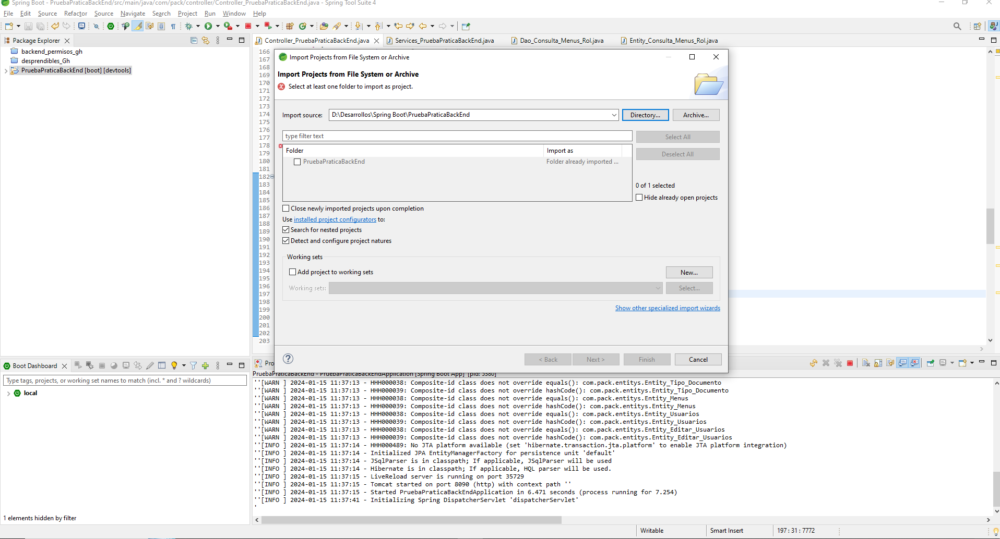 Spring Boot - PruebaPraticaBackEnd/src/main/java/com/pack/controller/Controller_PruebaPraticaBackEnd.java - Spring Tool Suite 4
File Edit Source Refactor Source Navigate Search Project Run Window Help
Package Explorer
backend_permisos_gh
desprendibles_Gh
PruebaPraticaBackEnd [boot] [devtools]
Controller_PruebaPraticaBackEnd.java Services_PruebaPraticaBackEnd.java Dao_Consulta_Menus_Rol.java Entity_Consulta_Menus_Rol.java
166
167
168
169
170
171
172
173
174
175
176
177
178
179
180
181
182
183
184
185
186
187
188
189
190
191
192
193
194
195
196
197
198
199
200
201
202
203
Import Projects from File System or Archive
Import Projects from File System or Archive
Select at least one folder to import as project.
Import source: D:\Desarrollos\Spring Boot\PruebaPraticaBackEnd Directory... Archive...
type filter text Select All
Folder Import as Deselect All
PruebaPraticaBackEnd Folder already imported ...
0 of 1 selected
Hide already open projects
Close newly imported projects upon completion
Use installed project configurators to:
Search for nested projects
Detect and configure project natures
Working sets
Add project to working sets New...
Working sets: Select...
Show other specialized import wizards
< Back Next > Finish Cancel
Boot Dashboard
Type tags, projects, or working set names to match (incl. * and ? wildcards)
local
1 elements hidden by filter
Pro
PruebaPraticaBackEnd - PruebaPraticaBackEndApplication [Spring Boot App] [pid: 5380]
''[WARN ] 2024-01-15 11:37:13 - HHH000038: Composite-id class does not override equals(): com.pack.entitys.Entity_Tipo_Documento
''[WARN ] 2024-01-15 11:37:13 - HHH000039: Composite-id class does not override hashCode(): com.pack.entitys.Entity_Tipo_Documento
''[WARN ] 2024-01-15 11:37:13 - HHH000038: Composite-id class does not override equals(): com.pack.entitys.Entity_Menus
''[WARN ] 2024-01-15 11:37:13 - HHH000039: Composite-id class does not override hashCode(): com.pack.entitys.Entity_Menus
''[WARN ] 2024-01-15 11:37:13 - HHH000038: Composite-id class does not override equals(): com.pack.entitys.Entity_Usuarios
''[WARN ] 2024-01-15 11:37:13 - HHH000039: Composite-id class does not override hashCode(): com.pack.entitys.Entity_Usuarios
''[WARN ] 2024-01-15 11:37:13 - HHH000038: Composite-id class does not override equals(): com.pack.entitys.Entity_Editar_Usuarios
''[WARN ] 2024-01-15 11:37:13 - HHH000039: Composite-id class does not override hashCode(): com.pack.entitys.Entity_Editar_Usuarios
''[INFO ] 2024-01-15 11:37:14 - HHH000489: No JTA platform available (set 'hibernate.transaction.jta.platform' to enable JTA platform integration)
''[INFO ] 2024-01-15 11:37:14 - Initialized JPA EntityManagerFactory for persistence unit 'default'
''[INFO ] 2024-01-15 11:37:14 - JSqlParser is in classpath; If applicable, JSqlParser will be used
''[INFO ] 2024-01-15 11:37:14 - Hibernate is in classpath; If applicable, HQL parser will be used.
''[INFO ] 2024-01-15 11:37:15 - LiveReload server is running on port 35729
''[INFO ] 2024-01-15 11:37:15 - Tomcat started on port 8090 (http) with context path ''
''[INFO ] 2024-01-15 11:37:15 - Started PruebaPraticaBackEndApplication in 6.471 seconds (process running for 7.254)
''[INFO ] 2024-01-15 11:37:41 - Initializing Spring DispatcherServlet 'dispatcherServlet'
'
Writable Smart Insert 197 : 31 : 7772